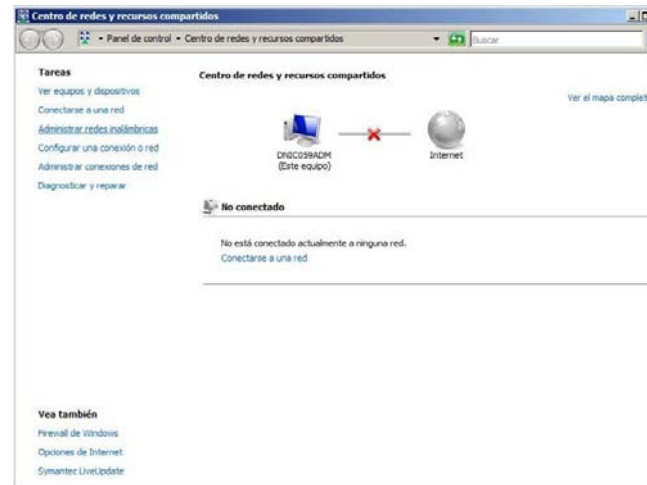 Centro de redes y recursos compartidos
Panel de control
Centro de redes y recursos compartidos
Buscar
Tareas
Ver equipos y dispositivos
Conectarse a una red
Administrar redes inalámbricas
Configurar una conexión o red
Administrar conexiones de red
Diagnosticar y reparar
Centro de redes y recursos compartidos
Ver el mapa complet
DNIC059ADM
(Este equipo)
Internet
No conectado
No está conectado actualmente a ninguna red.
Conectarse a una red
Vea también
Firewall de Windows
Opciones de Internet
Symantec LiveUpdate